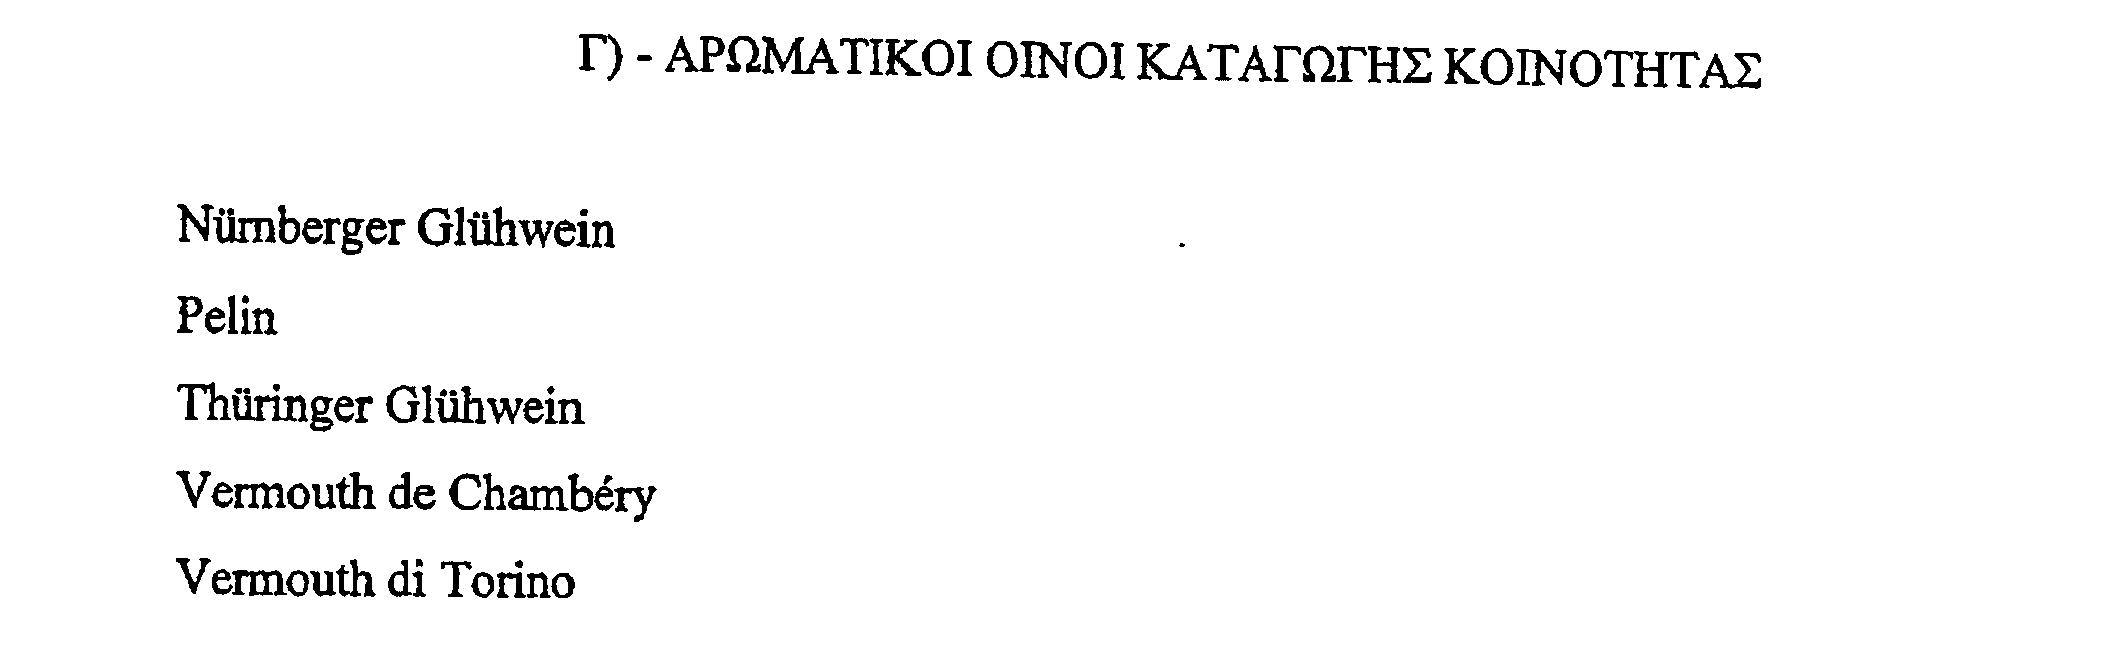 Γ) - ΑΡΩΜΑΤΙΚΟΙ ΟΙΝΟΙ ΚΑΤΑΓΩΓΗΣ ΚΟΙΝΟΤΗΤΑΣ
Nürnberger Glühwein
Pelin
Thüringer Glühwein
Vermouth de Chambéry
Vermouth di Torino